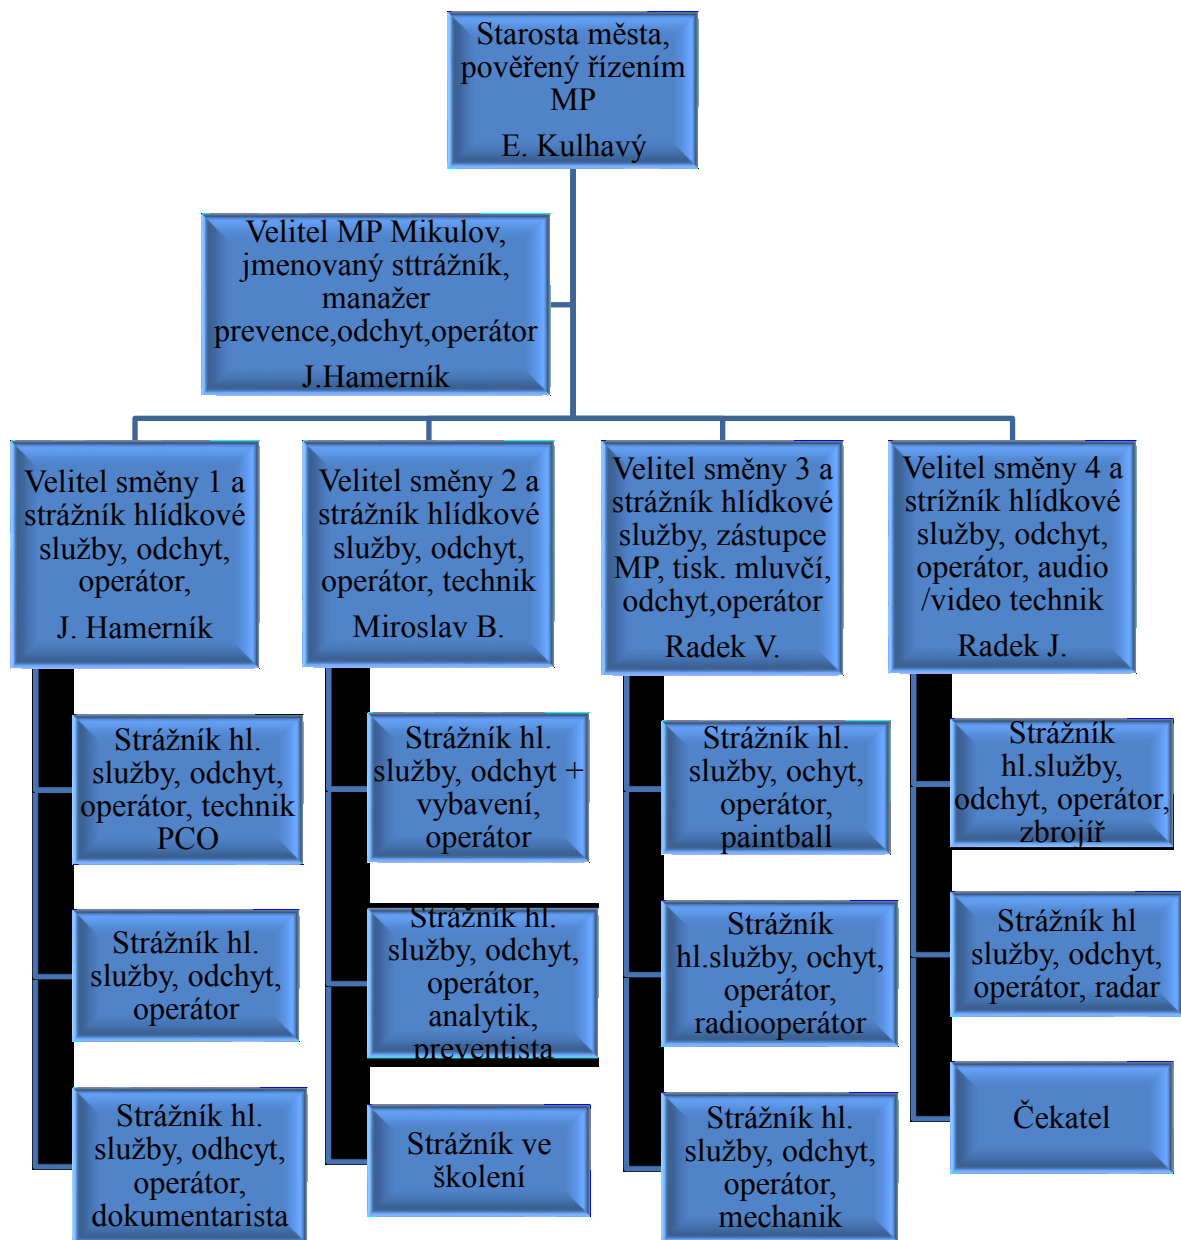 Starosta města,
pověřený řízením
MP
E. Kulhavý
Velitel MP Mikulov,
jmenovaný sttrážník,
manažer
prevence,odchyt,operátor
J.Hamerník
Velitel směny 1 a
strážník hlídkové
služby, odchyt,
operátor,
J. Hamerník
Velitel směny 2 a
strážník hlídkové
služby, odchyt,
operátor, technik
Miroslav B.
Velitel směny 3 a
strážník hlídkové
služby, zástupce
MP, tisk. mluvčí,
odchyt,operátor
Radek V.
Velitel směny 4 a
strížník hlídkové
služby, odchyt,
operátor, audio
/video technik
Radek J.
Strážník hl.
služby, odchyt,
operátor, technik
PCO
Strážník hl.
služby, odchyt,
operátor
Strážník hl.
služby, odhcyt,
operátor,
dokumentarista
Strážník hl.
služby, odchyt +
vybavení,
operátor
Strážník hl.
služby, odchyt,
operátor,
analytik,
preventista
Strážník ve
školení
Strážník hl.
služby, ochyt,
operátor,
paintball
Strážník
hl.služby, ochyt,
operátor,
radiooperátor
Strážník hl.
služby, odchyt,
operátor,
mechanik
Strážník
hl.služby,
odchyt, operátor,
zbrojíř
Strážník hl
služby, odchyt,
operátor, radar
Čekatel